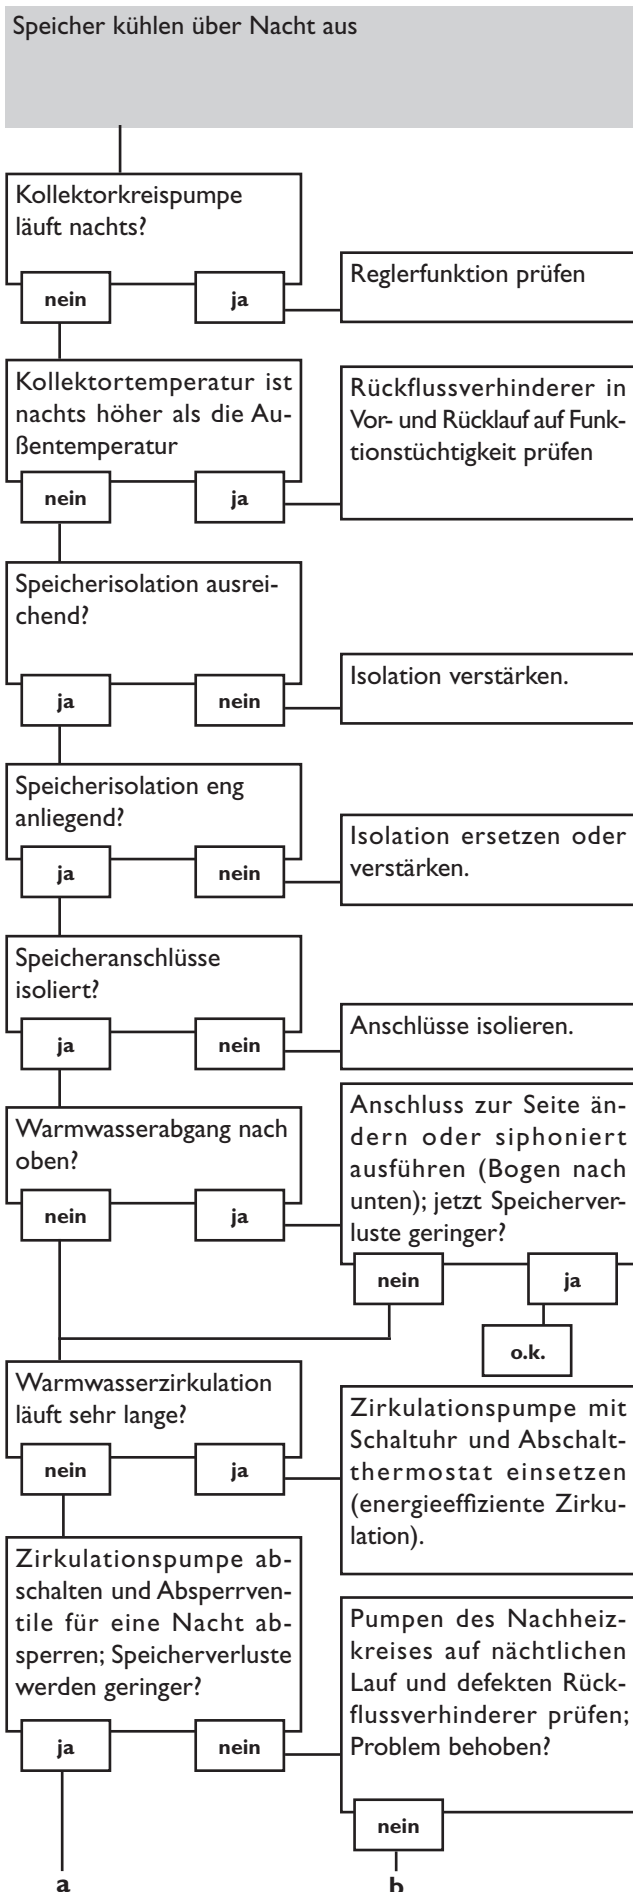 Speicher kühlen über Nacht aus
Kollektorkreispumpe
läuft nachts?
nein
ja
Reglerfunktion prüfen
Kollektortemperatur ist
nachts höher als die Au-
ßentemperatur
nein
ja
Rückflussverhinderer in
Vor- und Rücklauf auf Funk-
tionstüchtigkeit prüfen
Speicherisolation ausrei-
chend?
ja
nein
Isolation verstärken.
Speicherisolation eng
anliegend?
ja
nein
Isolation ersetzen oder
verstärken.
Speicheranschlüsse
isoliert?
ja
nein
Anschlüsse isolieren.
Warmwasserabgang nach
oben?
nein
ja
Anschluss zur Seite än-
dern oder siphoniert
ausführen (Bogen nach
unten); jetzt Speicherver-
luste geringer?
nein
ja
o.k.
Warmwasserzirkulation
läuft sehr lange?
nein
ja
Zirkulationspumpe mit
Schaltuhr und Abschalt-
thermostat einsetzen
(energieeffiziente Zirku-
lation).
Zirkulationspumpe ab-
schalten und Absperrven-
tile für eine Nacht ab-
sperren; Speicherverluste
werden geringer?
ja
nein
Pumpen des Nachheiz-
kreises auf nächtlichen
Lauf und defekten Rück-
flussverhinderer prüfen;
Problem behoben?
nein
a
b